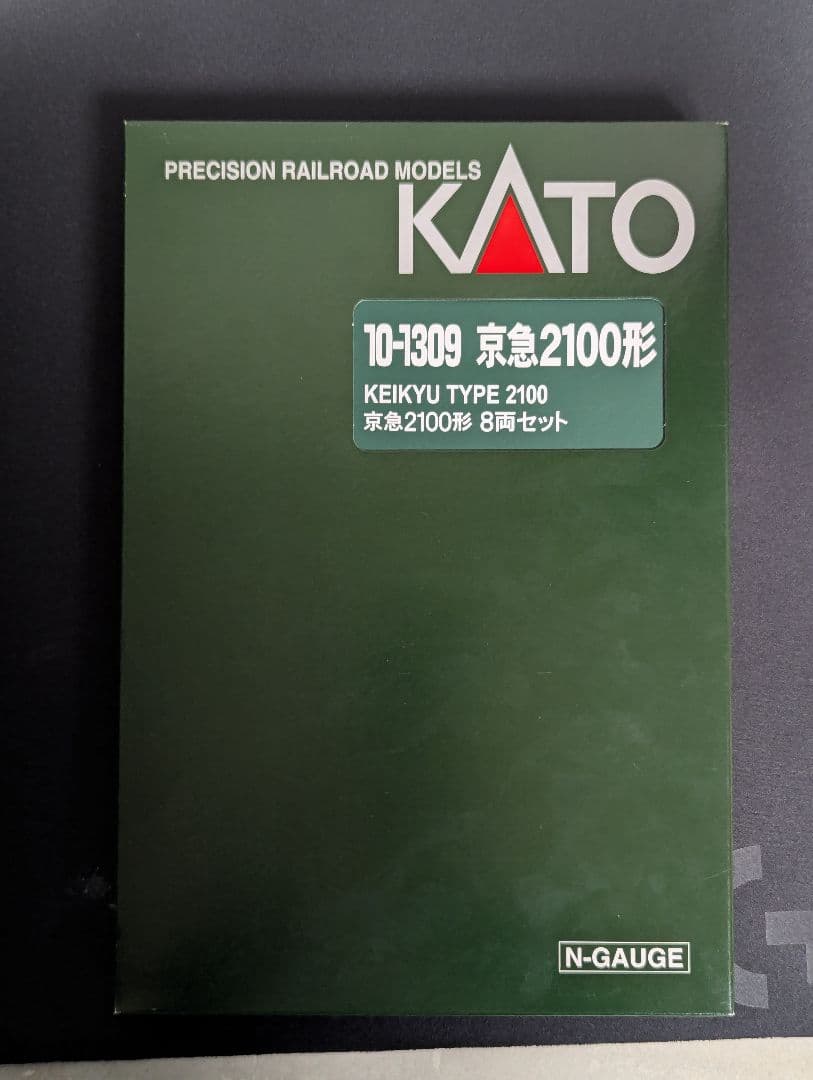 PRECISION RAILROAD MODELS
KATO
10-1309 京急2100形
KEIKYU TYPE 2100
京急2100形 8両セット
N-GAUGE